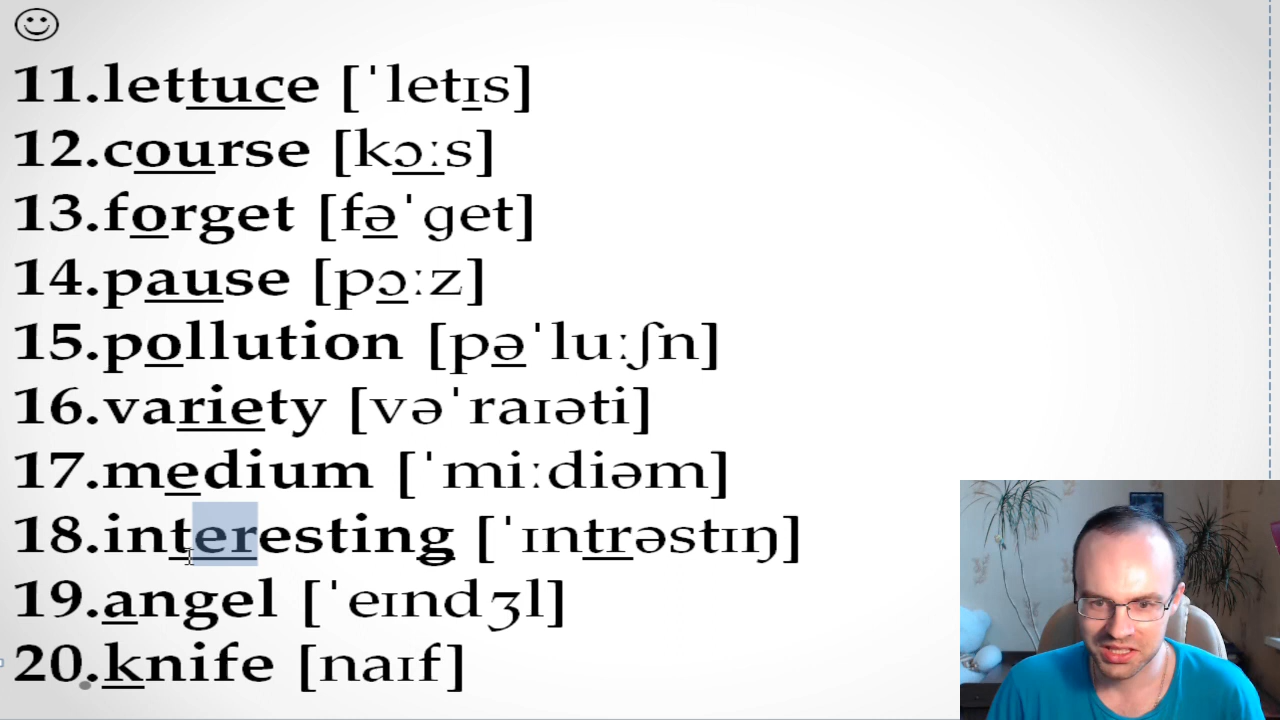 11.lettuce [ˈletɪs]
12.course [kɔːs]
13.forget [fəˈɡet]
14.pause [pɔːz]
15.pollution [pəˈluːʃn]
16.variety [vəˈraɪəti]
17.medium [ˈmiːdiəm]
18.interesting [ˈɪntrəstɪŋ]
19.angel [ˈeɪndʒl]
20.knife [naɪf]